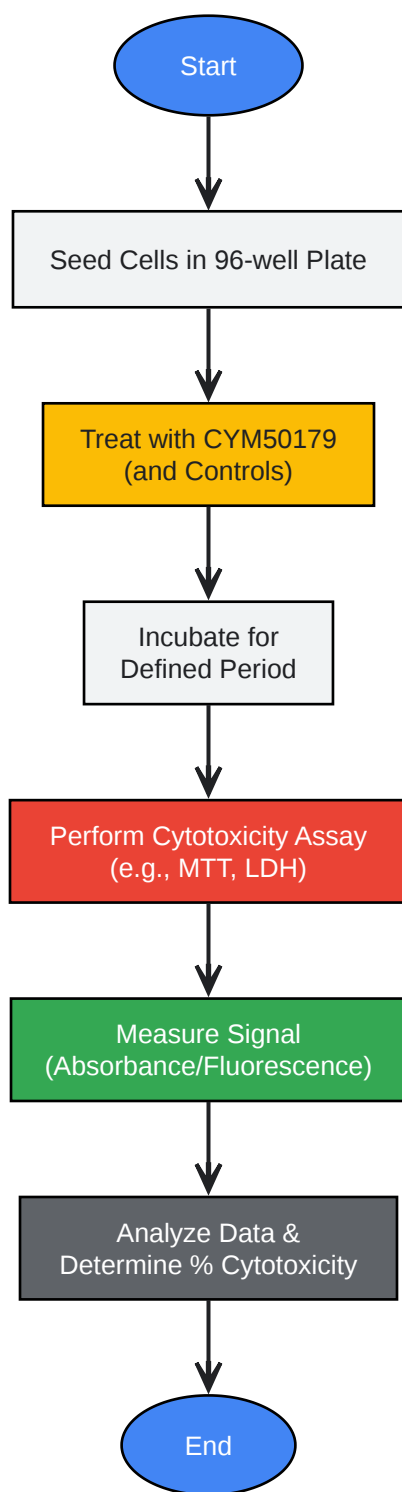 Start
Seed Cells in 96-well Plate
Treat with CYM50179
(and Controls)
Incubate for
Defined Period
Perform Cytotoxicity Assay
(e.g., MTT, LDH)
Measure Signal
(Absorbance/Fluorescence)
Analyze Data &
Determine % Cytotoxicity
End